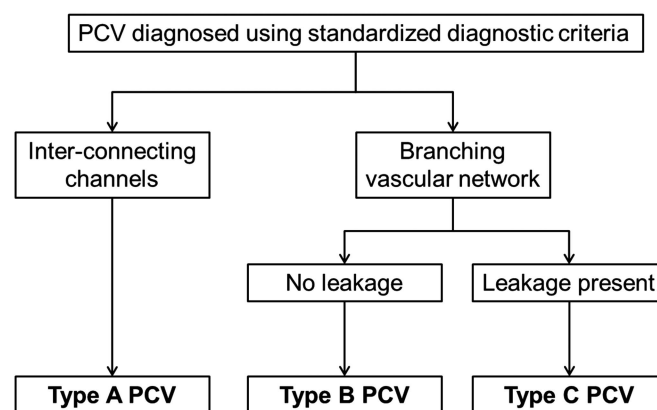 PCV diagnosed using standardized diagnostic criteria
Inter-connecting
channels
Branching
vascular network
No leakage
Leakage present
Type A PCV
Type B PCV
Type C PCV